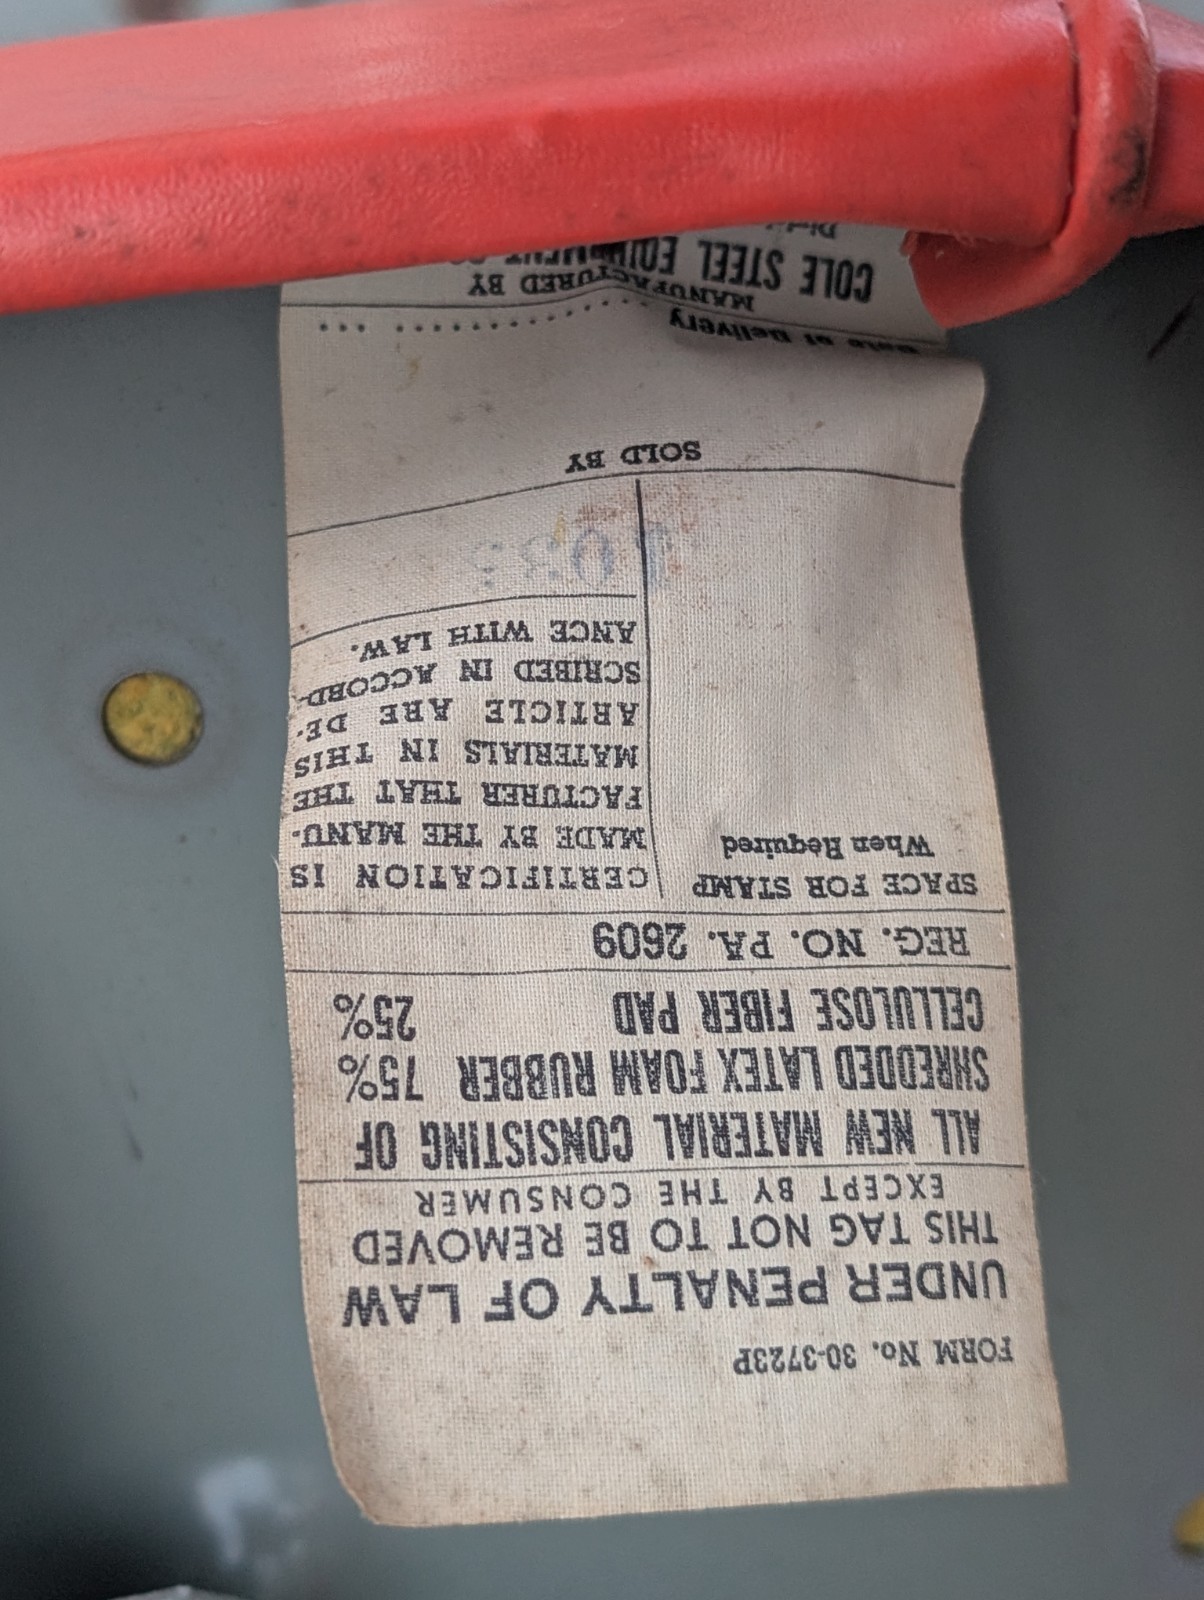 FORM No. 30-3723P
UNDER PENALTY OF LAW
THIS TAG NOT TO BE REMOVED
EXCEPT BY THE CONSUMER
ALL NEW MATERIAL CONSISTING OF
SHREDDED LATEX FOAM RUBBER 75%
CELLULOSE FIBER PAD 25%
REG. NO. PA. 2609
SPACE FOR STAMP
When Required
CERTIFICATION IS
MADE BY THE MANU-
FACTURER THAT THE
MATERIALS IN THIS
ARTICLE ARE DE-
SCRIBED IN ACCORD-
ANCE WITH LAW.
SOLD BY
Date of Delivery
MANUFACTURED BY
COLE STEEL EQUIPMENT